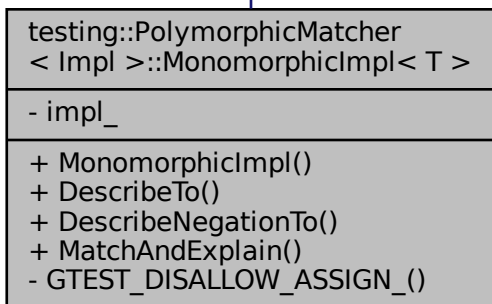 testing::PolymorphicMatcher
< Impl >::MonomorphicImpl< T >
- impl_
+ MonomorphicImpl()
+ DescribeTo()
+ DescribeNegationTo()
+ MatchAndExplain()
- GTEST_DISALLOW_ASSIGN_()